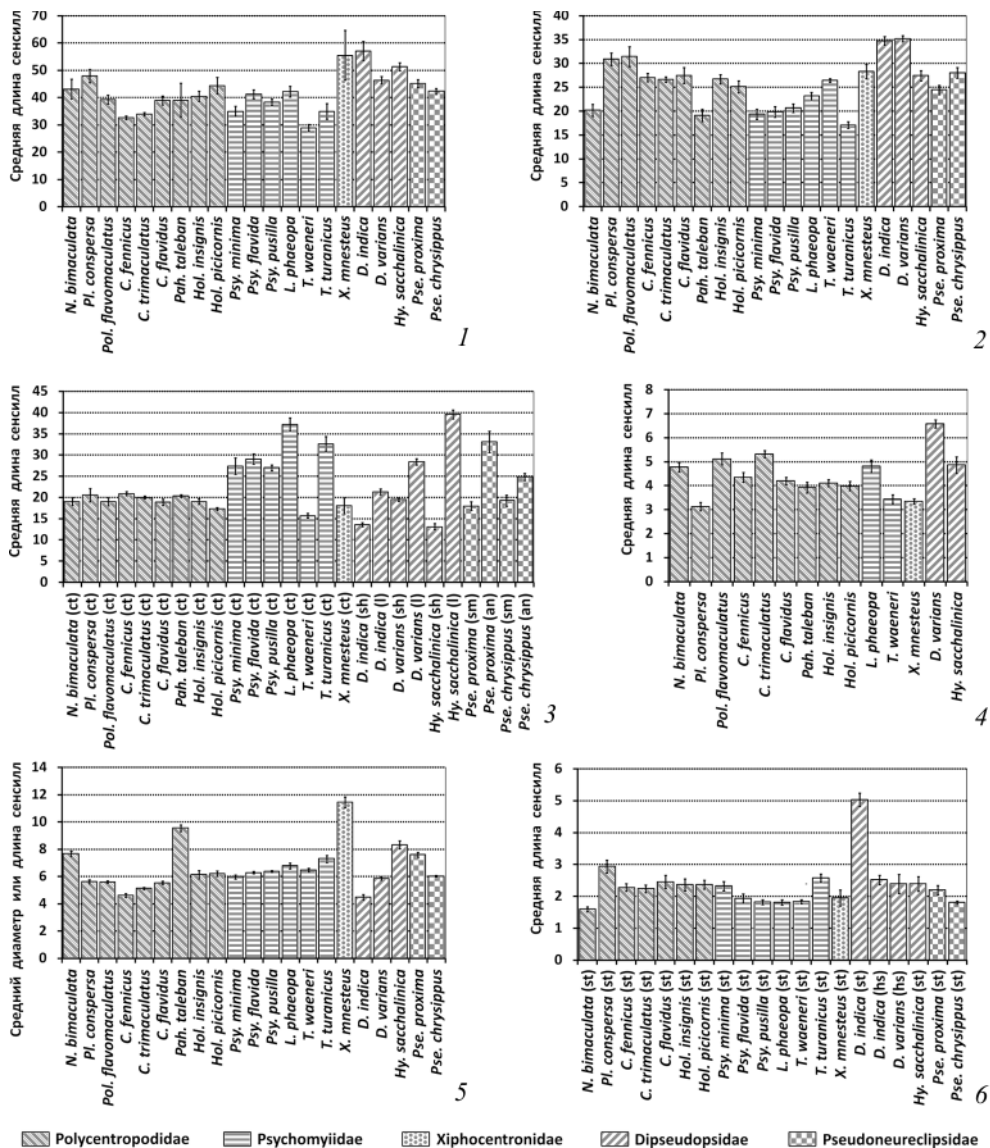 Средняя длина сенсилл
70
60
50
40
30
20
10
0
N. bimaculata
Pl. conspersa
Pol. flavomaculatus
C. fennicus
C. trimaculatus
C. flavidus
Pah. taleban
Hol. insignis
Hol. picicornis
Psy. minima
Psy. flavida
Psy. pusilla
L. phaeopa
T. waeneri
T. turanicus
X. mnesteus
D. indica
D. varians
Hy. sacchalinica
Pse. proxima
Pse. chrysippus
1
Средняя длина сенсилл
40
35
30
25
20
15
10
5
0
N. bimaculata
Pl. conspersa
Pol. flavomaculatus
C. fennicus
C. trimaculatus
C. flavidus
Pah. taleban
Hol. insignis
Hol. picicornis
Psy. minima
Psy. flavida
Psy. pusilla
L. phaeopa
T. waeneri
T. turanicus
X. mnesteus
D. indica
D. varians
Hy. sacchalinica
Pse. proxima
Pse. chrysippus
2
Средняя длина сенсилл
45
40
35
30
25
20
15
10
5
0
N. bimaculata (ct)
Pl. conspersa (ct)
Pol. flavomaculatus (ct)
C. fennicus (ct)
C. trimaculatus (ct)
C. flavidus (ct)
Pah. taleban (ct)
Hol. insignis (ct)
Hol. picicornis (ct)
Psy. minima (ct)
Psy. flavida (ct)
Psy. pusilla (ct)
L. phaeopa (ct)
T. waeneri (ct)
T. turanicus (ct)
X. mnesteus (ct)
D. indica (sh)
D. indica (l)
D. varians (sh)
D. varians (l)
Hy. sacchalinica (sh)
Hy. sacchalinica (l)
Pse. proxima (sm)
Pse. proxima (an)
Pse. chrysippus (sm)
Pse. chrysippus (an)
3
Средняя длина сенсилл
8
7
6
5
4
3
2
1
0
N. bimaculata
Pl. conspersa
Pol. flavomaculatus
C. fennicus
C. trimaculatus
C. flavidus
Pah. taleban
Hol. insignis
Hol. picicornis
L. phaeopa
T. waeneri
X. mnesteus
D. varians
Hy. sacchalinica
4
Средний диаметр или длина сенсилл
14
12
10
8
6
4
2
0
N. bimaculata
Pl. conspersa
Pol. flavomaculatus
C. fennicus
C. trimaculatus
C. flavidus
Pah. taleban
Hol. insignis
Hol. picicornis
Psy. minima
Psy. flavida
Psy. pusilla
L. phaeopa
T. waeneri
T. turanicus
X. mnesteus
D. indica
D. varians
Hy. sacchalinica
Pse. proxima
Pse. chrysippus
5
Средняя длина сенсилл
6
5
4
3
2
1
0
N. bimaculata (st)
Pl. conspersa (st)
C. fennicus (st)
C. trimaculatus (st)
C. flavidus (st)
Hol. insignis (st)
Hol. picicornis (st)
Psy. minima (st)
Psy. flavida (st)
Psy. pusilla (st)
L. phaeopa (st)
T. waeneri (st)
T. turanicus (st)
X. mnesteus (st)
D. indica (st)
D. indica (hs)
D. varians (hs)
Hy. sacchalinica (st)
Pse. proxima (st)
Pse. chrysippus (st)
6
Polycentropodidae
Psychomyiidae
Xiphocentronidae
Dipseudopsidae
Pseudoneureclipsidae